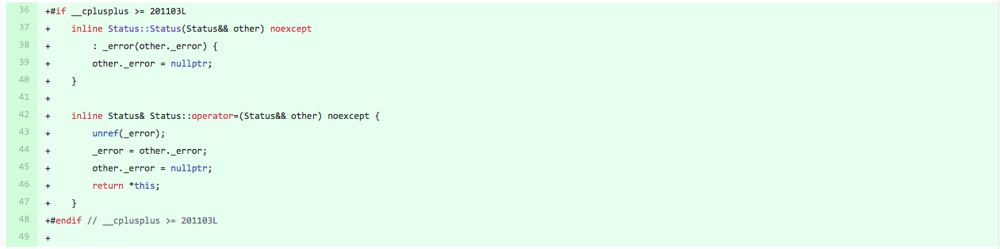 36 +#if __cplusplus >= 201103L
37 +    inline Status::Status(Status&& other) noexcept
38 +        : _error(other._error) {
39 +        other._error = nullptr;
40 +    }
41 +
42 +    inline Status& Status::operator=(Status&& other) noexcept {
43 +        unref(_error);
44 +        _error = other._error;
45 +        other._error = nullptr;
46 +        return *this;
47 +    }
48 +#endif // __cplusplus >= 201103L
49 +